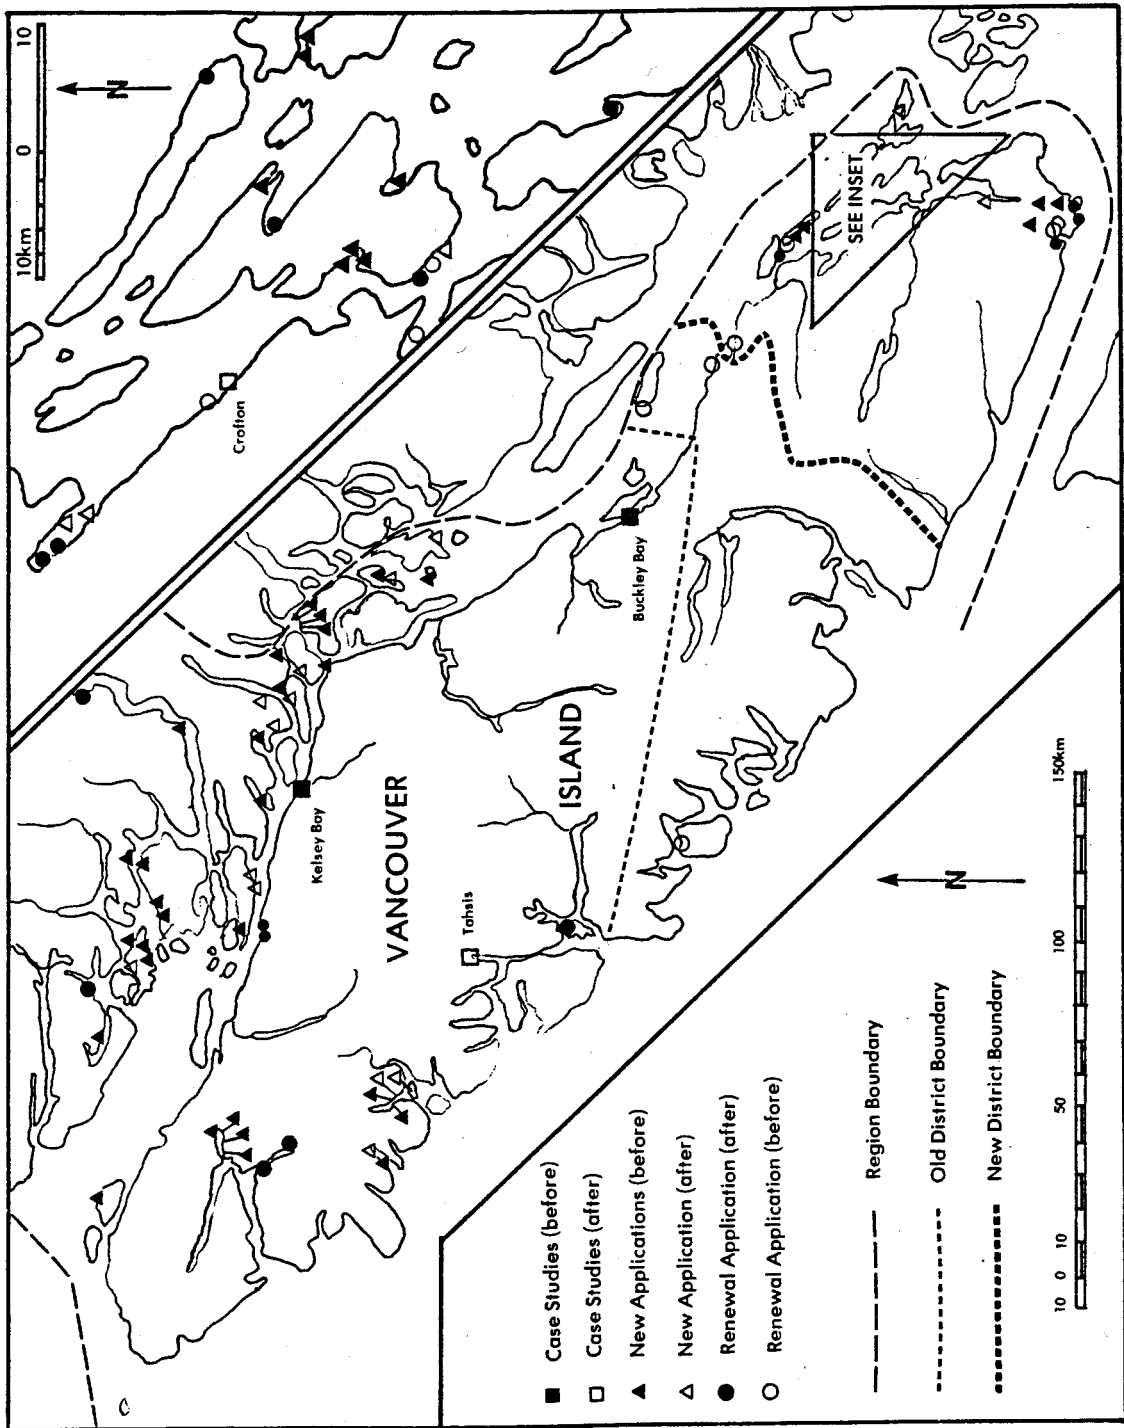 10km 0 10
N
Crofton
SEE INSET
Buckley Bay
Kelsey Bay
VANCOUVER
ISLAND
Tahsis
N
■ Case Studies (before)
□ Case Studies (after)
▲ New Applications (before)
△ New Application (after)
● Renewal Application (after)
○ Renewal Application (before)
Region Boundary
Old District Boundary
New District Boundary
10 0 10 50 100 150km